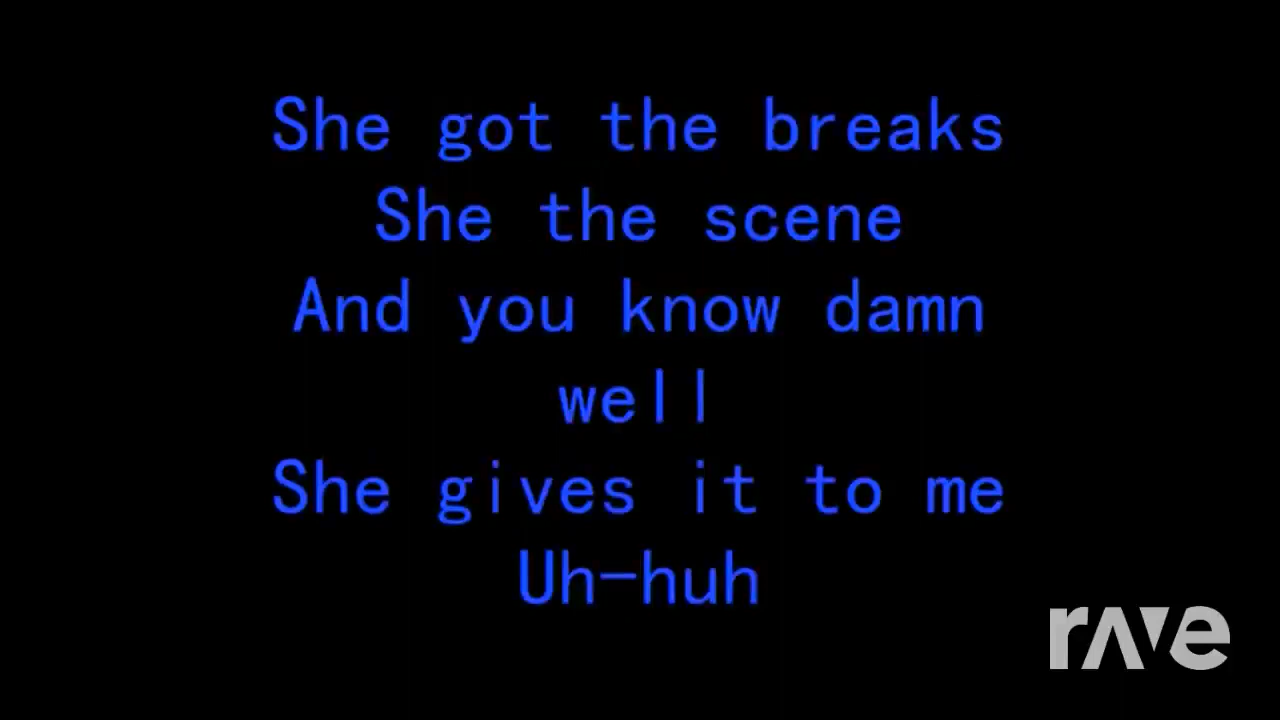 She got the breaks
She the scene
And you know damn
well
She gives it to me
Uh-huh
rave